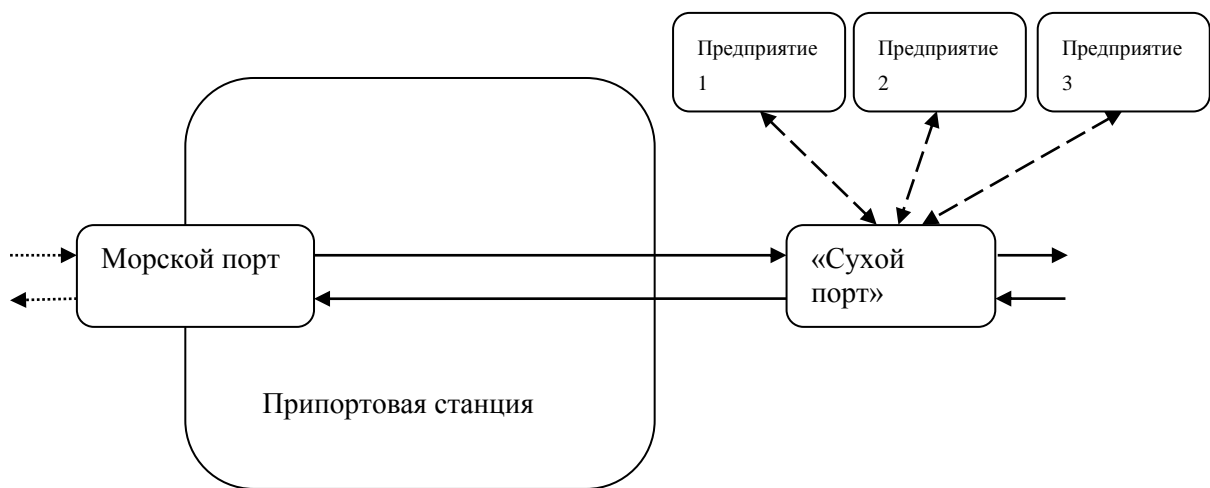 Предприятие
1
Предприятие
2
Предприятие
3
Морской порт
«Сухой
порт»
Припортовая станция